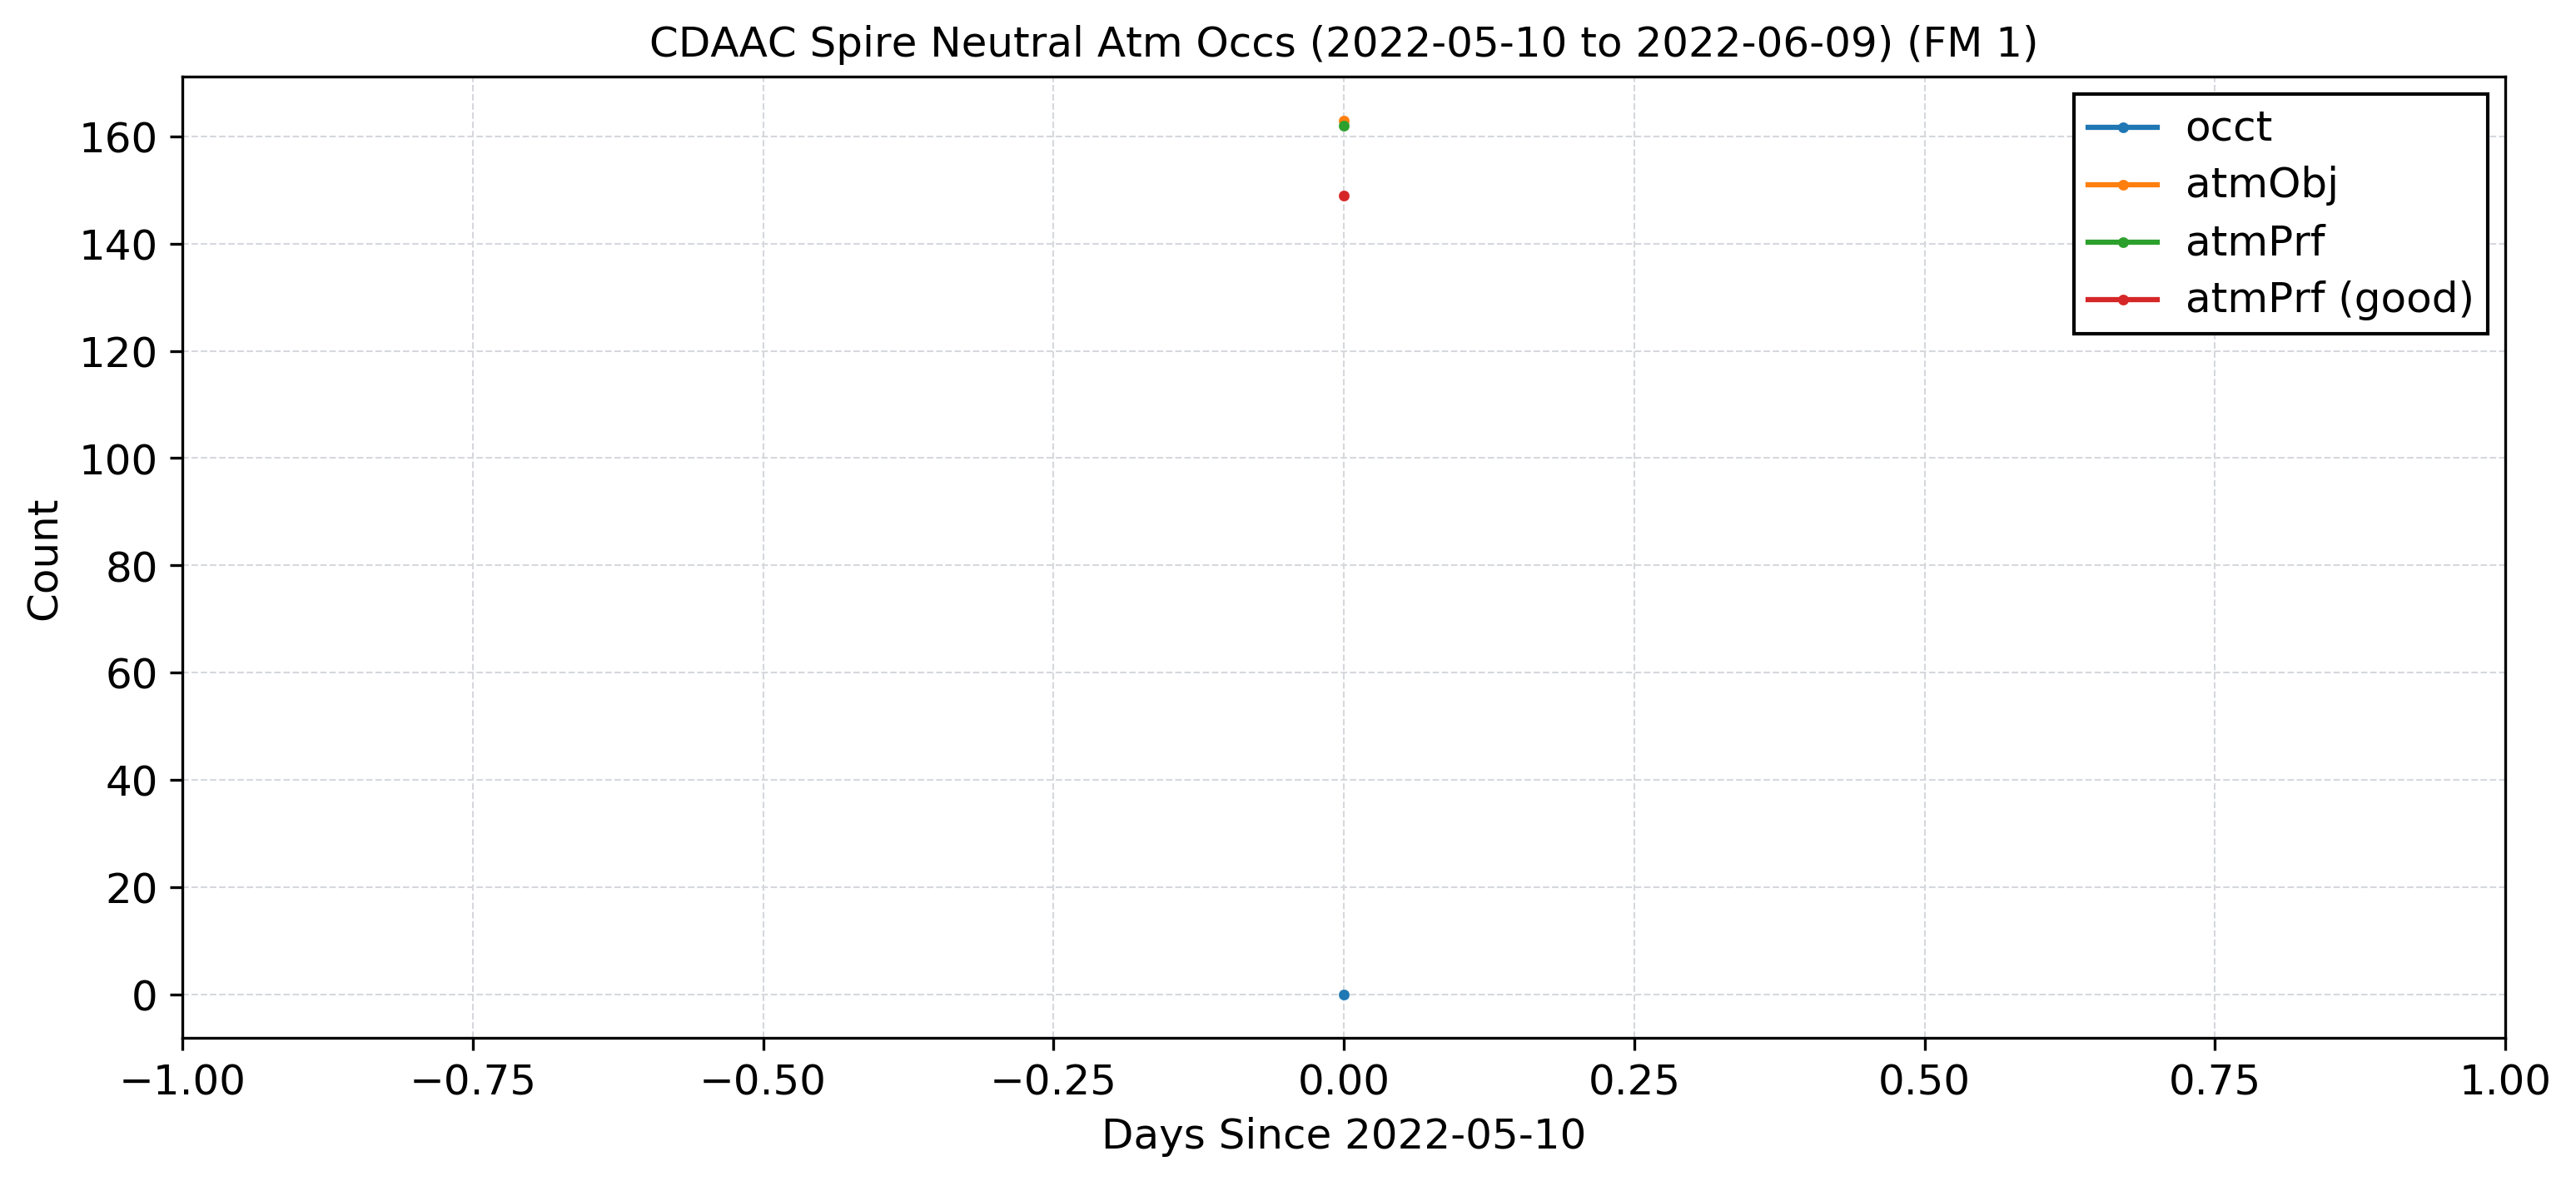 CDAAC Spire Neutral Atm Occs (2022-05-10 to 2022-06-09) (FM 1)
occt
atmObj
atmPrf
atmPrf (good)
160
140
120
100
80
60
40
20
0
Count
−1.00 −0.75 −0.50 −0.25 0.00 0.25 0.50 0.75 1.00
Days Since 2022-05-10